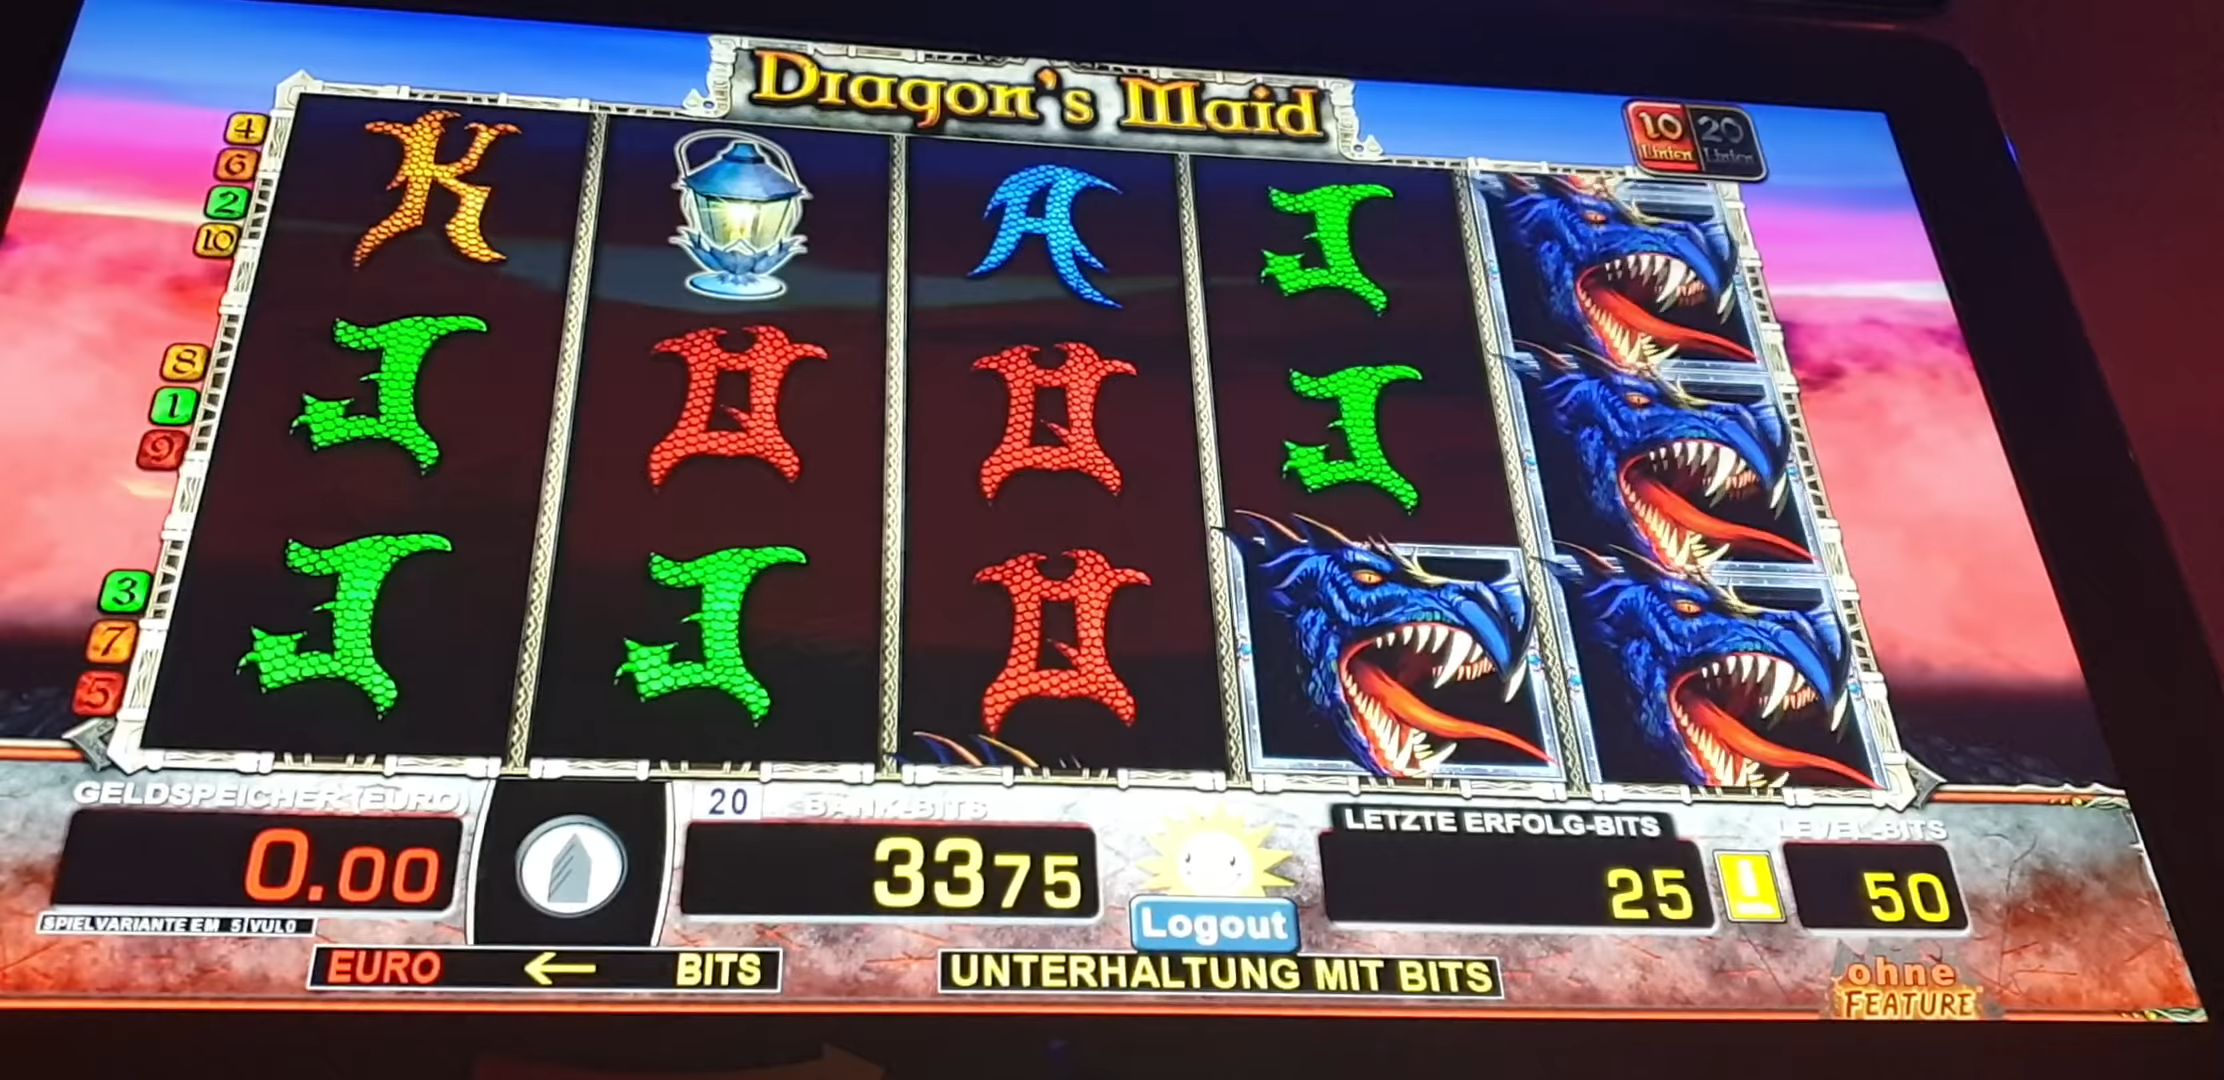 Dragon's Maid
10 Linien 20 Linien
4
6
2
10
K A J
8
1
9
J Q Q J
3
7
5
J J Q
GELDSPEICHER (EURO) 20 BANK-BITS LETZTE ERFOLG-BITS LEVEL-BITS
0.00 3375 25 50
SPIELVARIANTE EM 5|VUL0 Logout
EURO ← BITS UNTERHALTUNG MIT BITS ohne
FEATURE